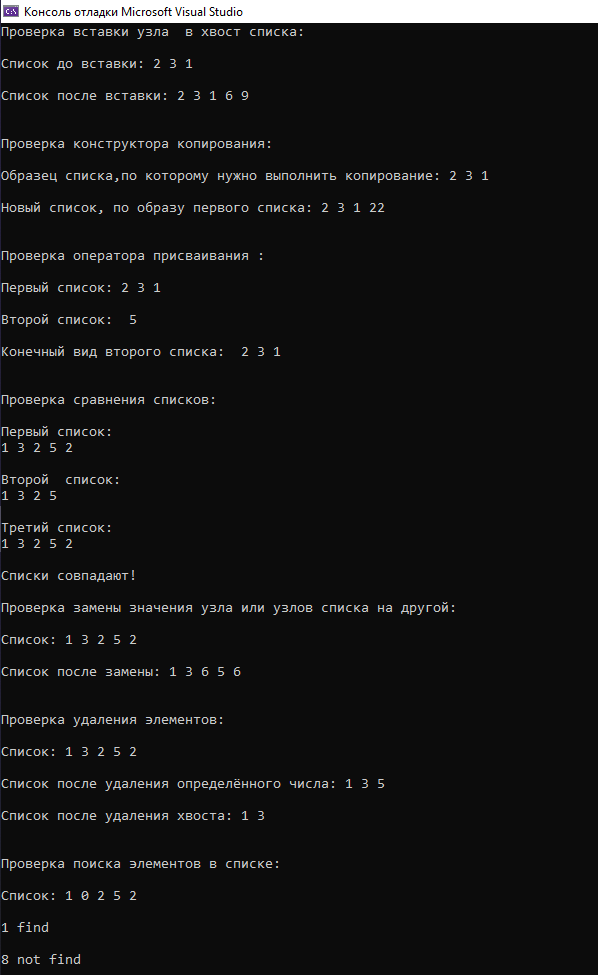 Консоль отладки Microsoft Visual Studio
Проверка вставки узла  в хвост списка:
Список до вставки: 2 3 1
Список после вставки: 2 3 1 6 9
Проверка конструктора копирования:
Образец списка,по которому нужно выполнить копирование: 2 3 1
Новый список, по образу первого списка: 2 3 1 22
Проверка оператора присваивания :
Первый список: 2 3 1
Второй список:  5
Конечный вид второго списка:  2 3 1
Проверка сравнения списков:
Первый список:
1 3 2 5 2
Второй  список:
1 3 2 5
Третий список:
1 3 2 5 2
Списки совпадают!
Проверка замены значения узла или узлов списка на другой:
Список: 1 3 2 5 2
Список после замены: 1 3 6 5 6
Проверка удаления элементов:
Список: 1 3 2 5 2
Список после удаления определённого числа: 1 3 5
Список после удаления хвоста: 1 3
Проверка поиска элементов в списке:
Список: 1 0 2 5 2
1 find
8 not find